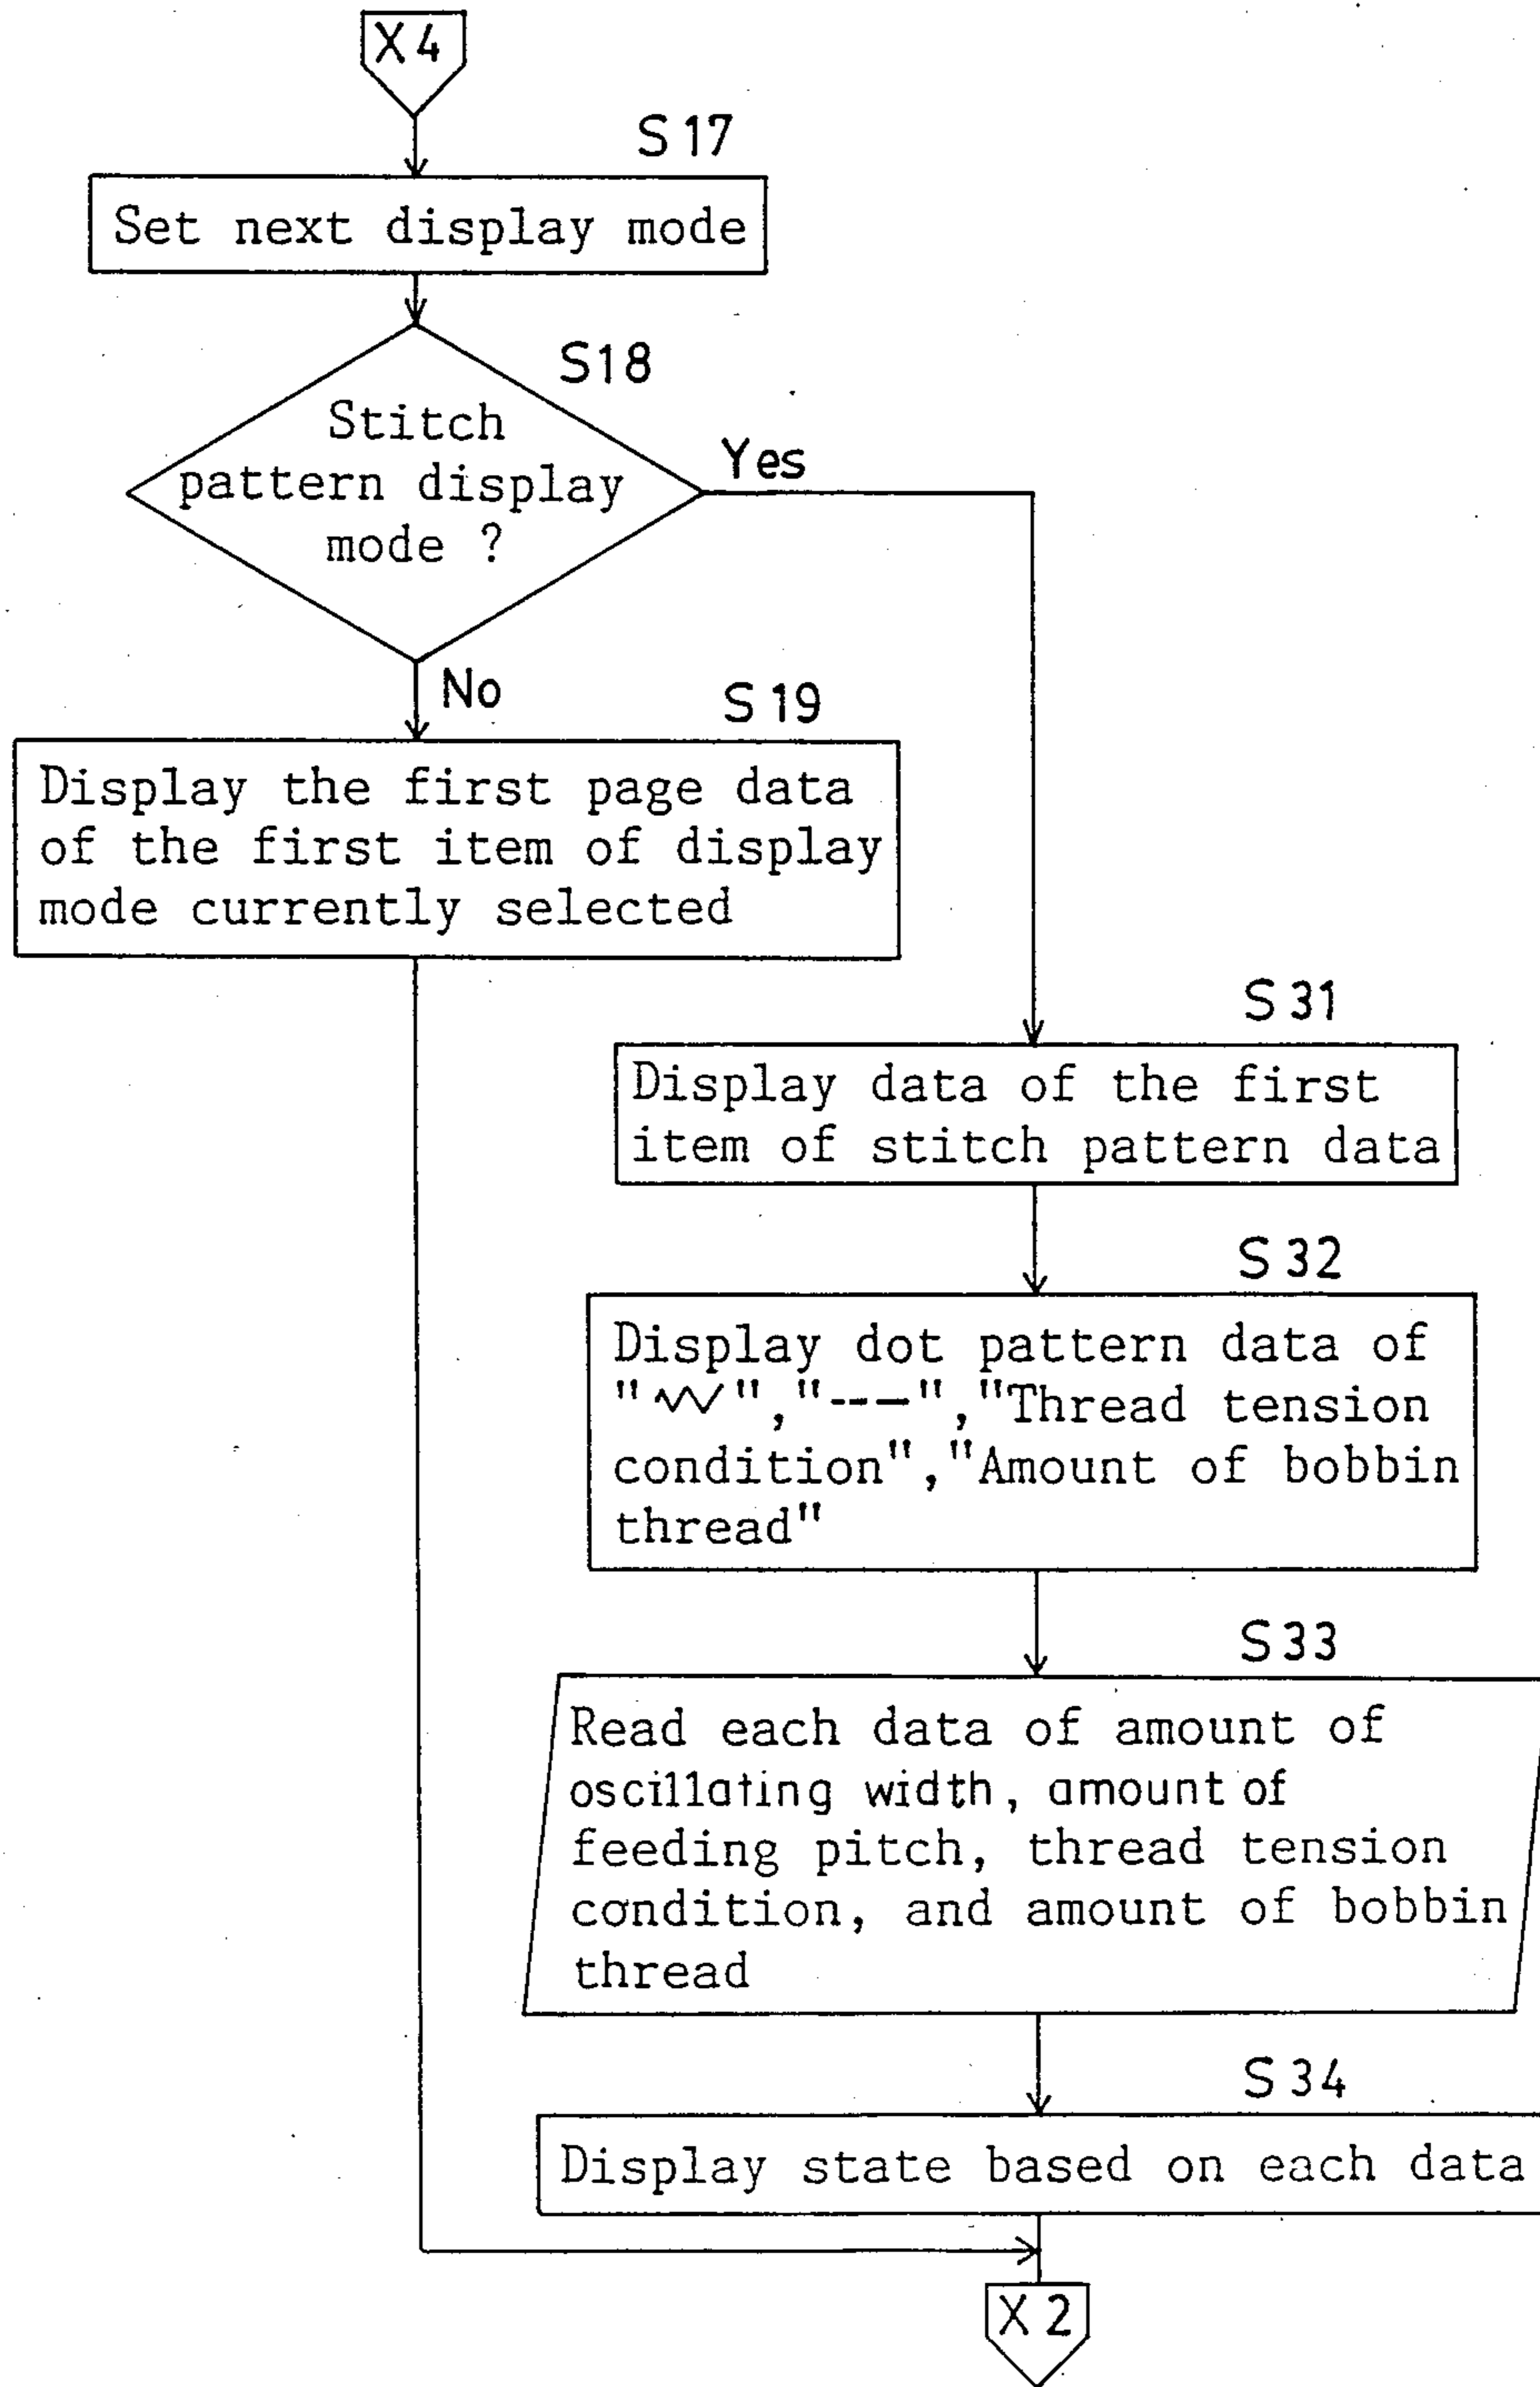 X4
S17
Set next display mode
S18
Stitch
pattern display
mode ?
Yes
No
S19
Display the first page data
of the first item of display
mode currently selected
S31
Display data of the first
item of stitch pattern data
S32
Display dot pattern data of
"","---","Thread tension
condition","Amount of bobbin
thread"
S33
Read each data of amount of
oscillating width, amount of
feeding pitch, thread tension
condition, and amount of bobbin
thread
S34
Display state based on each data
X2